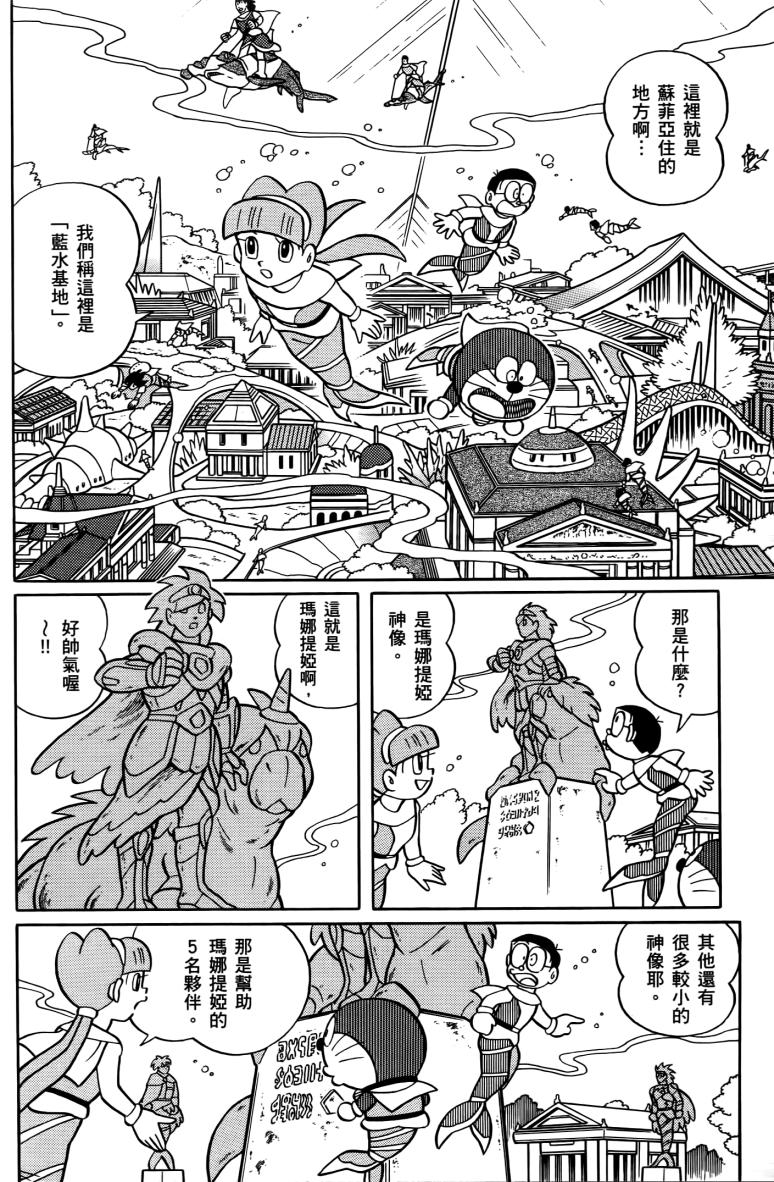 這裡就是
蘇菲亞住的
地方啊…
我們稱這裡是
「藍水基地」。
那是什麼?
是瑪娜提婭
神像。
這就是
瑪娜提婭啊,
好帥氣喔
~!!
其他還有
很多較小的
神像耶。
那是幫助
瑪娜提婭的
5名夥伴。